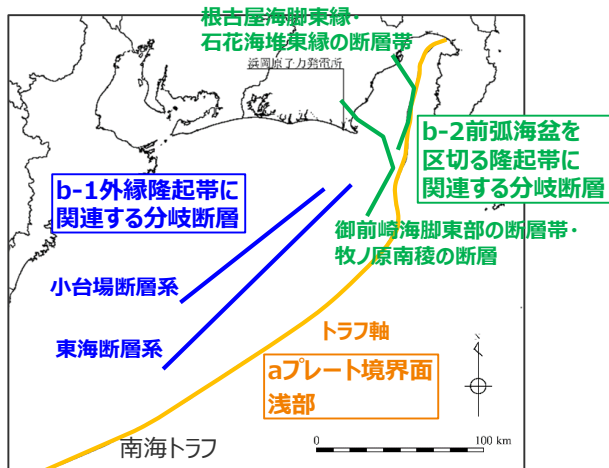 根古屋海脚東縁・
石花海堆東縁の断層帯
浜岡原子力発電所
b-2前弧海盆を
区切る隆起帯に
関連する分岐断層
b-1外縁隆起帯に
関連する分岐断層
御前崎海脚東部の断層帯・
牧ノ原南稜の断層
小台場断層系
東海断層系
トラフ軸
aプレート境界面
浅部
N
南海トラフ
0 100 km